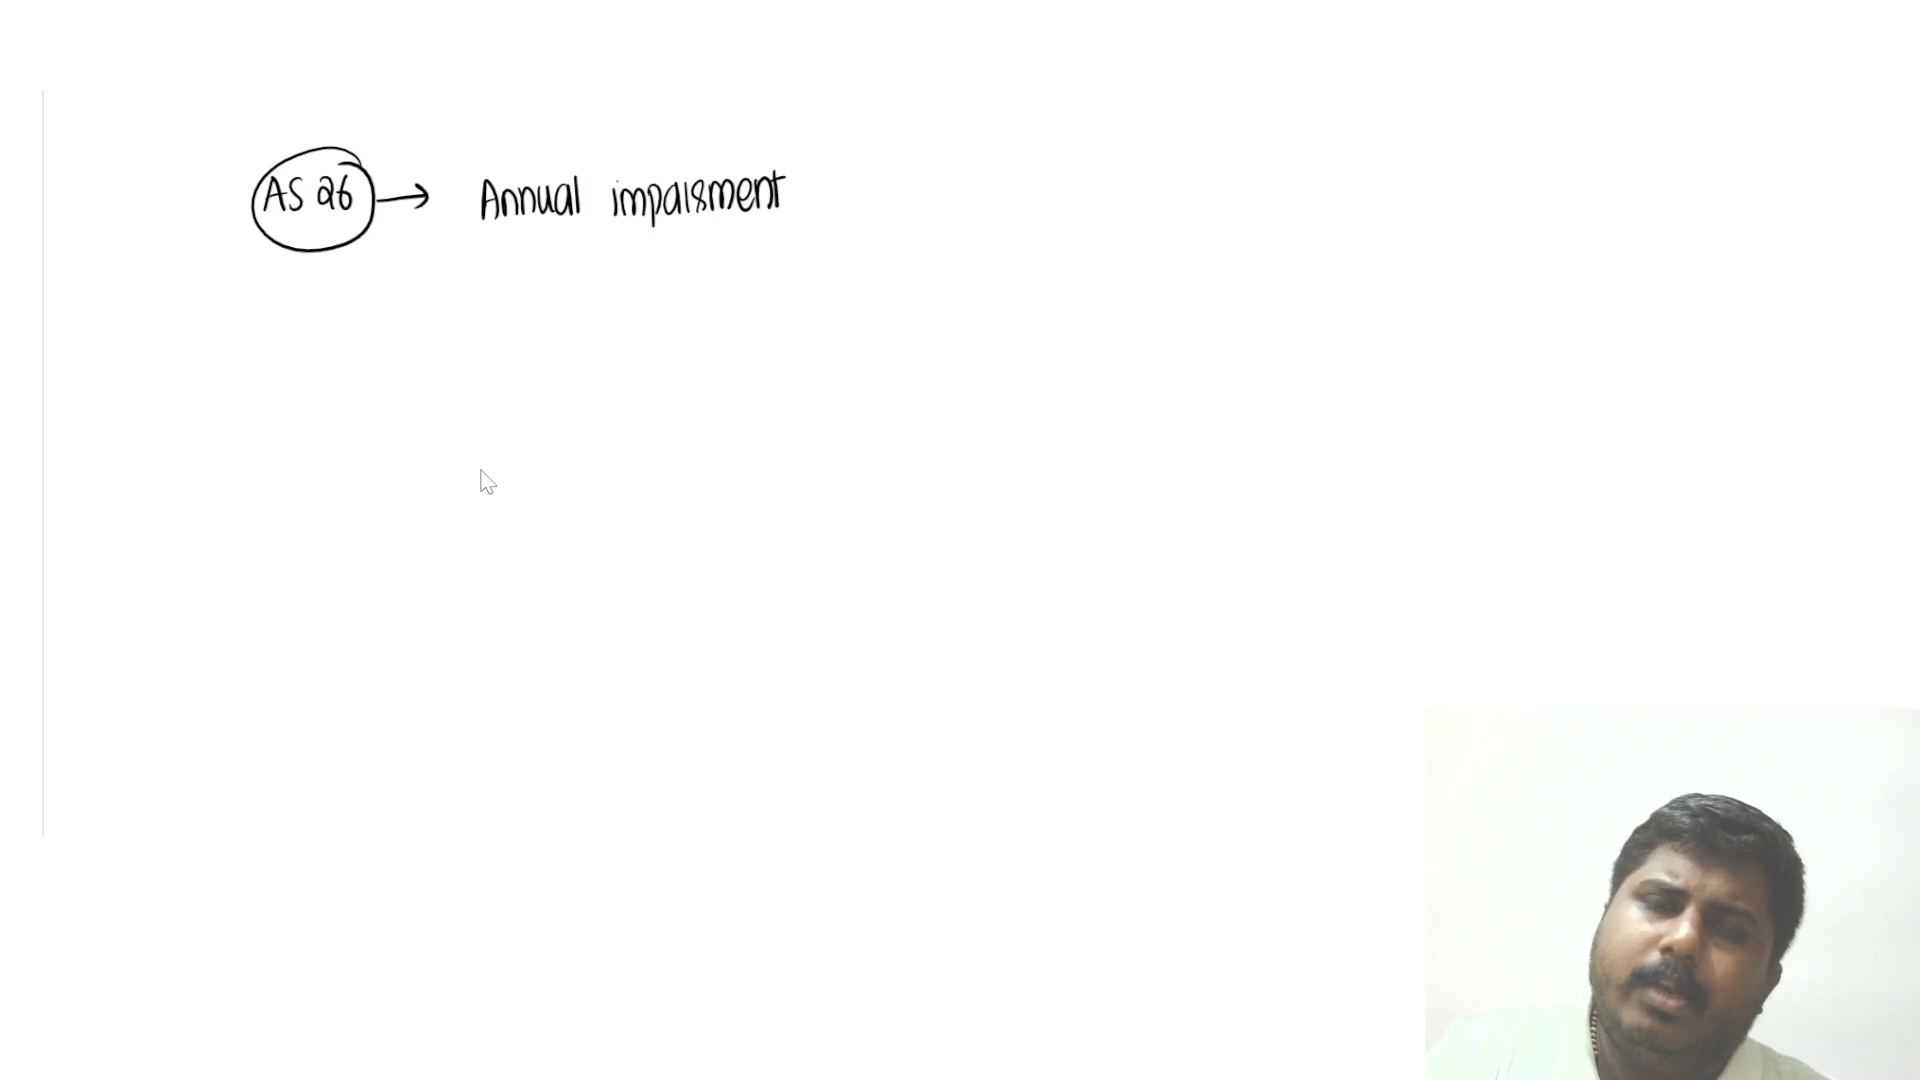 AS 26 → Annual impairment